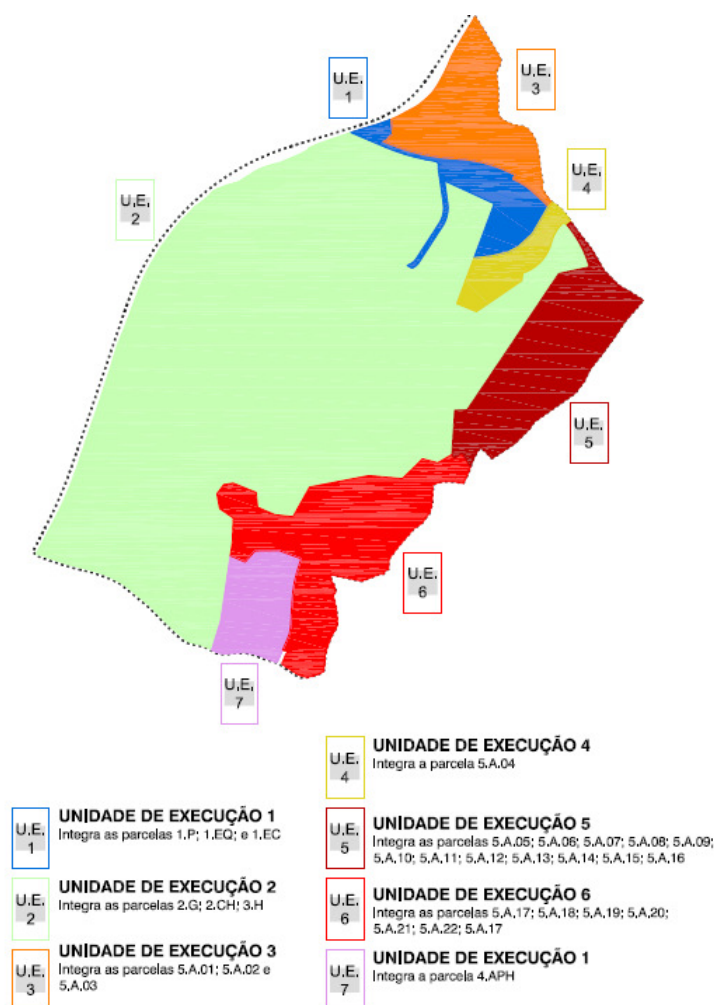 U.E.
1
U.E.
3
U.E.
4
U.E.
2
U.E.
5
U.E.
6
U.E.
7
U.E.
4
UNIDADE DE EXECUÇÃO 4
Integra a parcela 5.A.04
U.E.
1
UNIDADE DE EXECUÇÃO 1
Integra as parcelas 1.P; 1.EQ; e 1.EC
U.E.
5
UNIDADE DE EXECUÇÃO 5
Integra as parcelas 5.A.05; 5.A.06; 5.A.07; 5.A.08; 5.A.09;
5.A.10; 5.A.11; 5.A.12; 5.A.13; 5.A.14; 5.A.15; 5.A.16
U.E.
2
UNIDADE DE EXECUÇÃO 2
Integra as parcelas 2.G; 2.CH; 3.H
U.E.
6
UNIDADE DE EXECUÇÃO 6
Integra as parcelas 5.A.17; 5.A.18; 5.A.19; 5.A.20;
5.A.21; 5.A.22; 5.A.17
U.E.
3
UNIDADE DE EXECUÇÃO 3
Integra as parcelas 5.A.01; 5.A.02 e
5.A.03
U.E.
7
UNIDADE DE EXECUÇÃO 1
Integra a parcela 4.APH